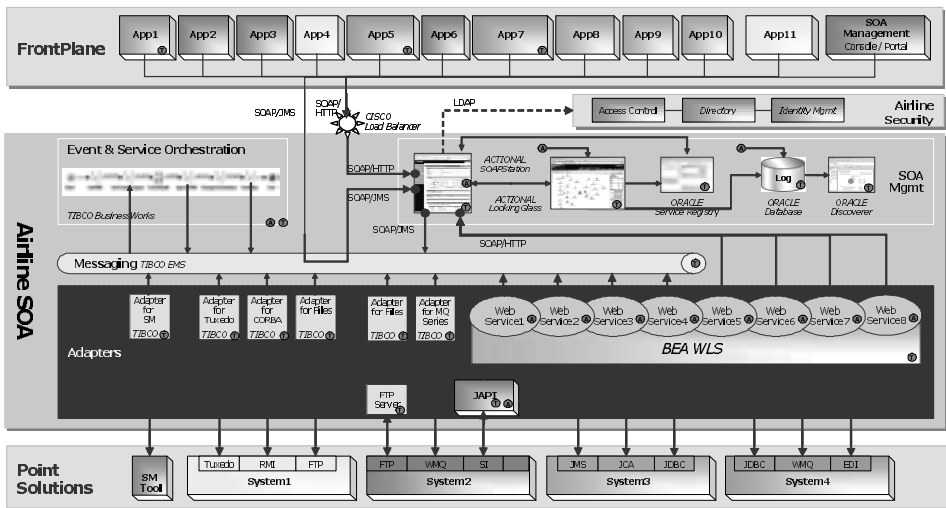 FrontPlane
App1
App2
App3
App4
App5
App6
App7
App8
App9
App10
App11
SOA
Management
Console / Portal
T
T
T
SOAP/JMS
SOAP/
HTTP
CISCO
Load Balancer
LDAP
Access Control
Directory
Identity Mgmt
Airline
Security
Airline SOA
Event & Service Orchestration
TIBCO BusinessWorks
A
T
SOAP/HTTP
SOAP/JMS
SOAP/JMS
SOAP/HTTP
A
T
ACTIONAL
SOAPStation
ACTIONAL
Looking Glass
A
T
T
ORACLE
Service Registry
A
Log
T
ORACLE
Database
T
ORACLE
Discoverer
SOA
Mgmt
Messaging TIBCO EMS
T
Adapters
Adapter
for
SM
TIBCO
T
Adapter
for
Tuxedo
TIBCO
T
Adapter
for
CORBA
TIBCO
T
Adapter
for Filles
TIBCO
T
Adapter
for Filles
TIBCO
T
Adapter
for MQ
Series
TIBCO
T
Web
Service1
A
Web
Service2
A
Web
Service3
A
Web
Service4
A
Web
Service5
A
Web
Service6
A
Web
Service7
A
Web
Service8
A
BEA WLS
T
FTP
Server
T
JAPI
T
A
Point
Solutions
SM
Tool
Tuxedo
RMI
FTP
System1
FTP
WMQ
SI
System2
JMS
JCA
JDBC
System3
JDBC
WMQ
EDI
System4